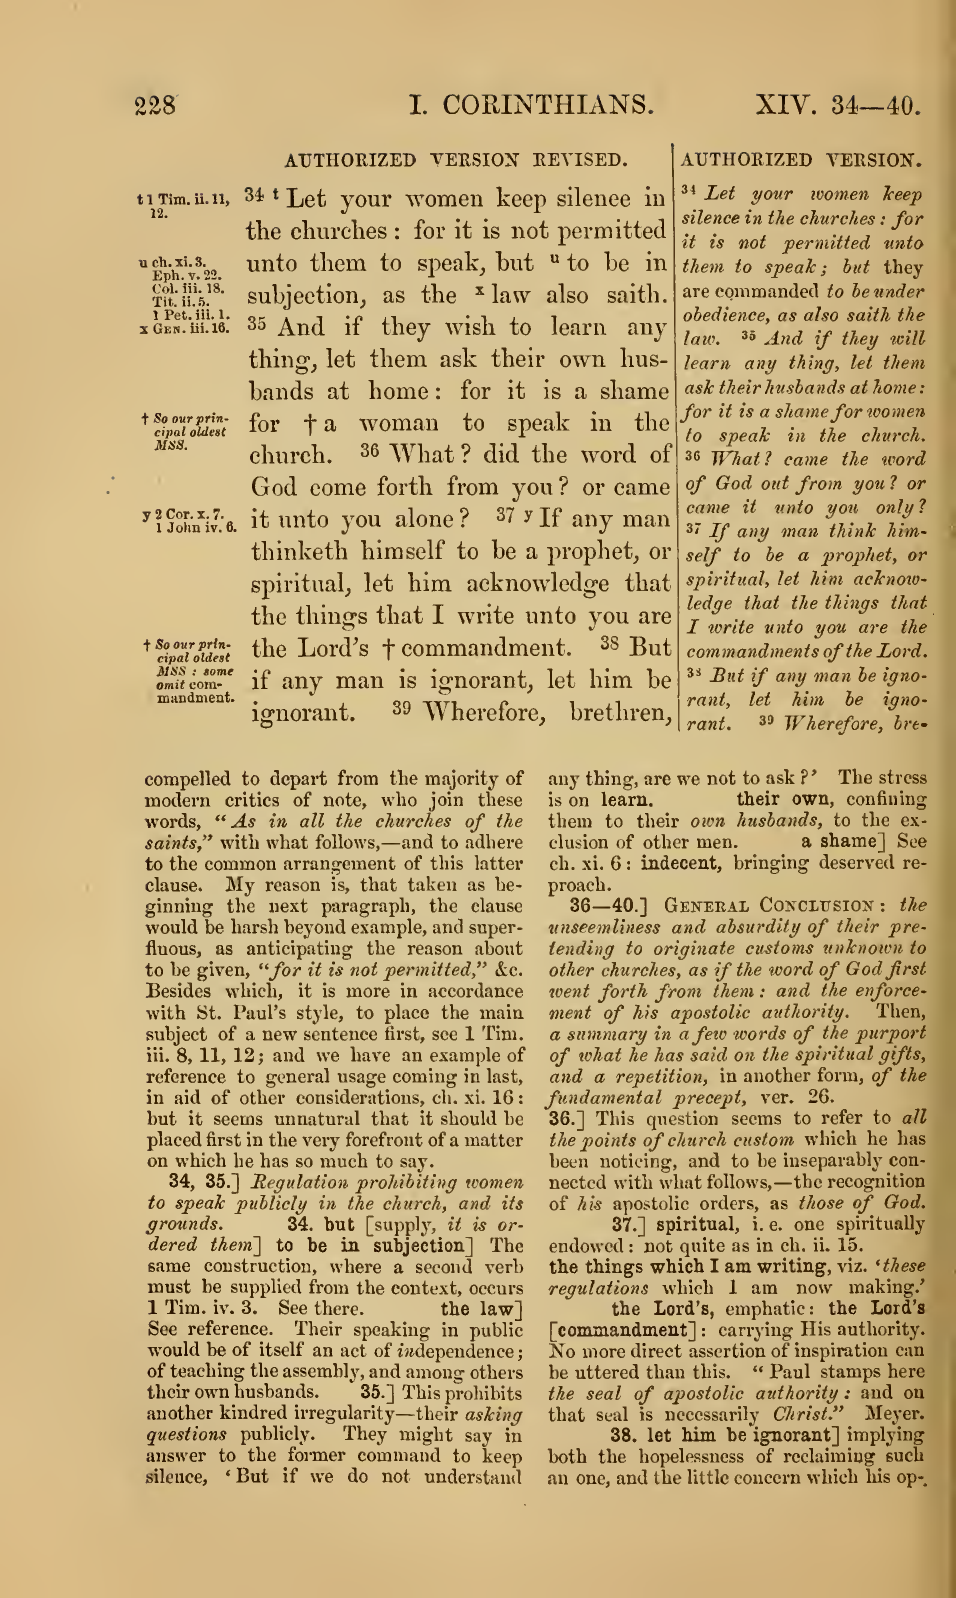 228 I. CORINTHIANS. XIV. 34—40.
AUTHORIZED VERSION REVISED.
t 1 Tim. ii. 11,
12.
u ch. xi. 3.
Eph. v. 22.
Col. iii. 18.
Tit. ii. 5.
1 Pet. iii. 1.
x GEN. iii. 16.
† So our prin-
cipal oldest
MSS.
y 2 Cor. x. 7.
1 John iv. 6.
† So our prin-
cipal oldest
MSS : some
omit com-
mandment.
34 t Let your women keep silence in
the churches : for it is not permitted
unto them to speak, but u to be in
subjection, as the x law also saith.
35 And if they wish to learn any
thing, let them ask their own hus-
bands at home : for it is a shame
for † a woman to speak in the
church. 36 What ? did the word of
God come forth from you ? or came
it unto you alone ? 37 y If any man
thinketh himself to be a prophet, or
spiritual, let him acknowledge that
the things that I write unto you are
the Lord's † commandment. 38 But
if any man is ignorant, let him be
ignorant. 39 Wherefore, brethren,
AUTHORIZED VERSION.
34 Let your women keep
silence in the churches : for
it is not permitted unto
them to speak ; but they
are commanded to be under
obedience, as also saith the
law. 35 And if they will
learn any thing, let them
ask their husbands at home :
for it is a shame for women
to speak in the church.
36 What ? came the word
of God out from you ? or
came it unto you only ?
37 If any man think him-
self to be a prophet, or
spiritual, let him acknow-
ledge that the things that
I write unto you are the
commandments of the Lord.
38 But if any man be igno-
rant, let him be igno-
rant. 39 Wherefore, bre-
compelled to depart from the majority of
modern critics of note, who join these
words, "As in all the churches of the
saints," with what follows,—and to adhere
to the common arrangement of this latter
clause. My reason is, that taken as be-
ginning the next paragraph, the clause
would be harsh beyond example, and super-
fluous, as anticipating the reason about
to be given, "for it is not permitted," &c.
Besides which, it is more in accordance
with St. Paul's style, to place the main
subject of a new sentence first, see 1 Tim.
iii. 8, 11, 12 ; and we have an example of
reference to general usage coming in last,
in aid of other considerations, ch. xi. 16 :
but it seems unnatural that it should be
placed first in the very forefront of a matter
on which he has so much to say.
34, 35.] Regulation prohibiting women
to speak publicly in the church, and its
grounds. 34. but [supply, it is or-
dered them] to be in subjection] The
same construction, where a second verb
must be supplied from the context, occurs
1 Tim. iv. 3. See there. the law]
See reference. Their speaking in public
would be of itself an act of independence ;
of teaching the assembly, and among others
their own husbands. 35.] This prohibits
another kindred irregularity—their asking
questions publicly. They might say in
answer to the former command to keep
silence, ' But if we do not understand
any thing, are we not to ask ?' The stress
is on learn. their own, confining
them to their own husbands, to the ex-
clusion of other men. a shame] See
ch. xi. 6 : indecent, bringing deserved re-
proach.
36—40.] GENERAL CONCLUSION : the
unseemliness and absurdity of their pre-
tending to originate customs unknown to
other churches, as if the word of God first
went forth from them : and the enforce-
ment of his apostolic authority. Then,
a summary in a few words of the purport
of what he has said on the spiritual gifts,
and a repetition, in another form, of the
fundamental precept, ver. 26.
36.] This question seems to refer to all
the points of church custom which he has
been noticing, and to be inseparably con-
nected with what follows,—the recognition
of his apostolic orders, as those of God.
37.] spiritual, i. e. one spiritually
endowed : not quite as in ch. ii. 15.
the things which I am writing, viz. 'these
regulations which I am now making.'
the Lord's, emphatic : the Lord's
[commandment] : carrying His authority.
No more direct assertion of inspiration can
be uttered than this. " Paul stamps here
the seal of apostolic authority : and on
that seal is necessarily Christ." Meyer.
38. let him be ignorant] implying
both the hopelessness of reclaiming such
an one, and the little concern which his op-